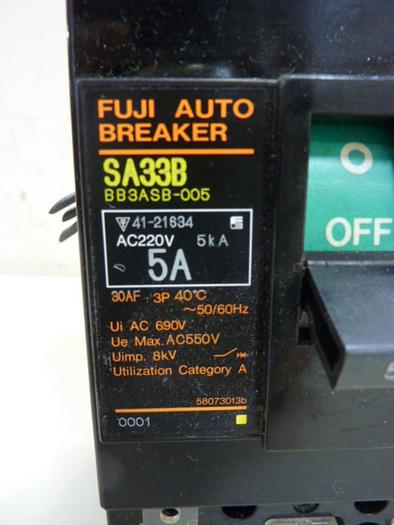 FUJI AUTO
BREAKER
SA33B
BB3ASB-005
41-21634
AC220V 5kA
5A
30AF 3P 40°C
~50/60Hz
Ui AC 690V
Ue Max. AC550V
Uimp. 8kV
Utilization Category A
58073013b
0001
O
OFF